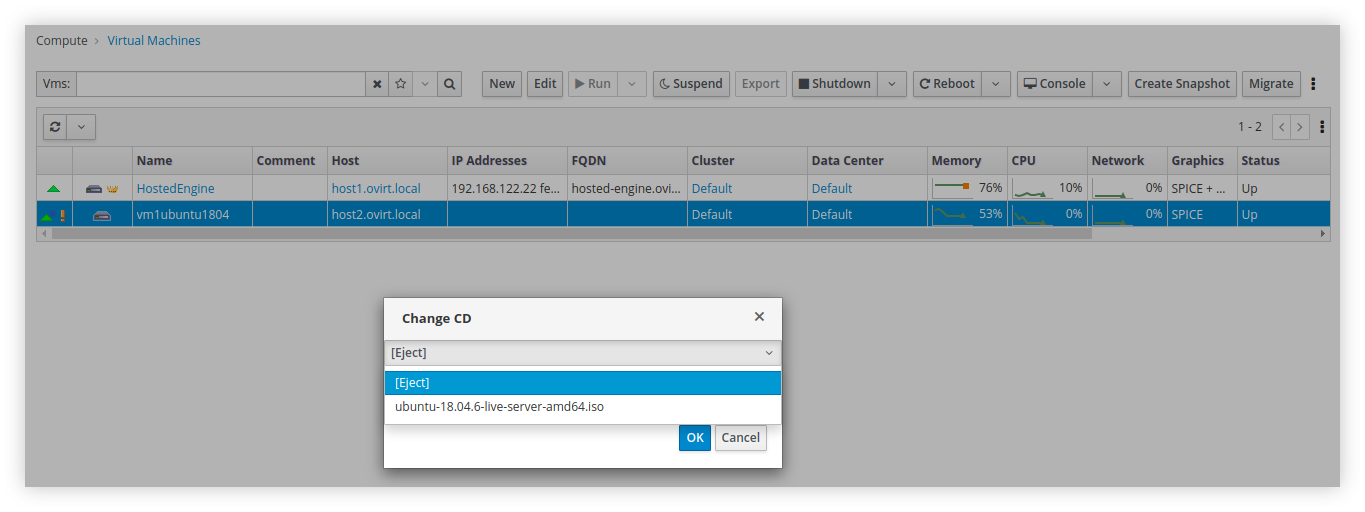 Compute > Virtual Machines
Vms: New Edit Run Suspend Export Shutdown Reboot Console Create Snapshot Migrate
1 - 2
Name Comment Host IP Addresses FQDN Cluster Data Center Memory CPU Network Graphics Status
HostedEngine host1.ovirt.local 192.168.122.22 fe... hosted-engine.ovi... Default Default 76% 10% 0% SPICE + ... Up
vm1ubuntu1804 host2.ovirt.local Default Default 53% 0% 0% SPICE Up
Change CD
[Eject]
[Eject]
ubuntu-18.04.6-live-server-amd64.iso
OK Cancel